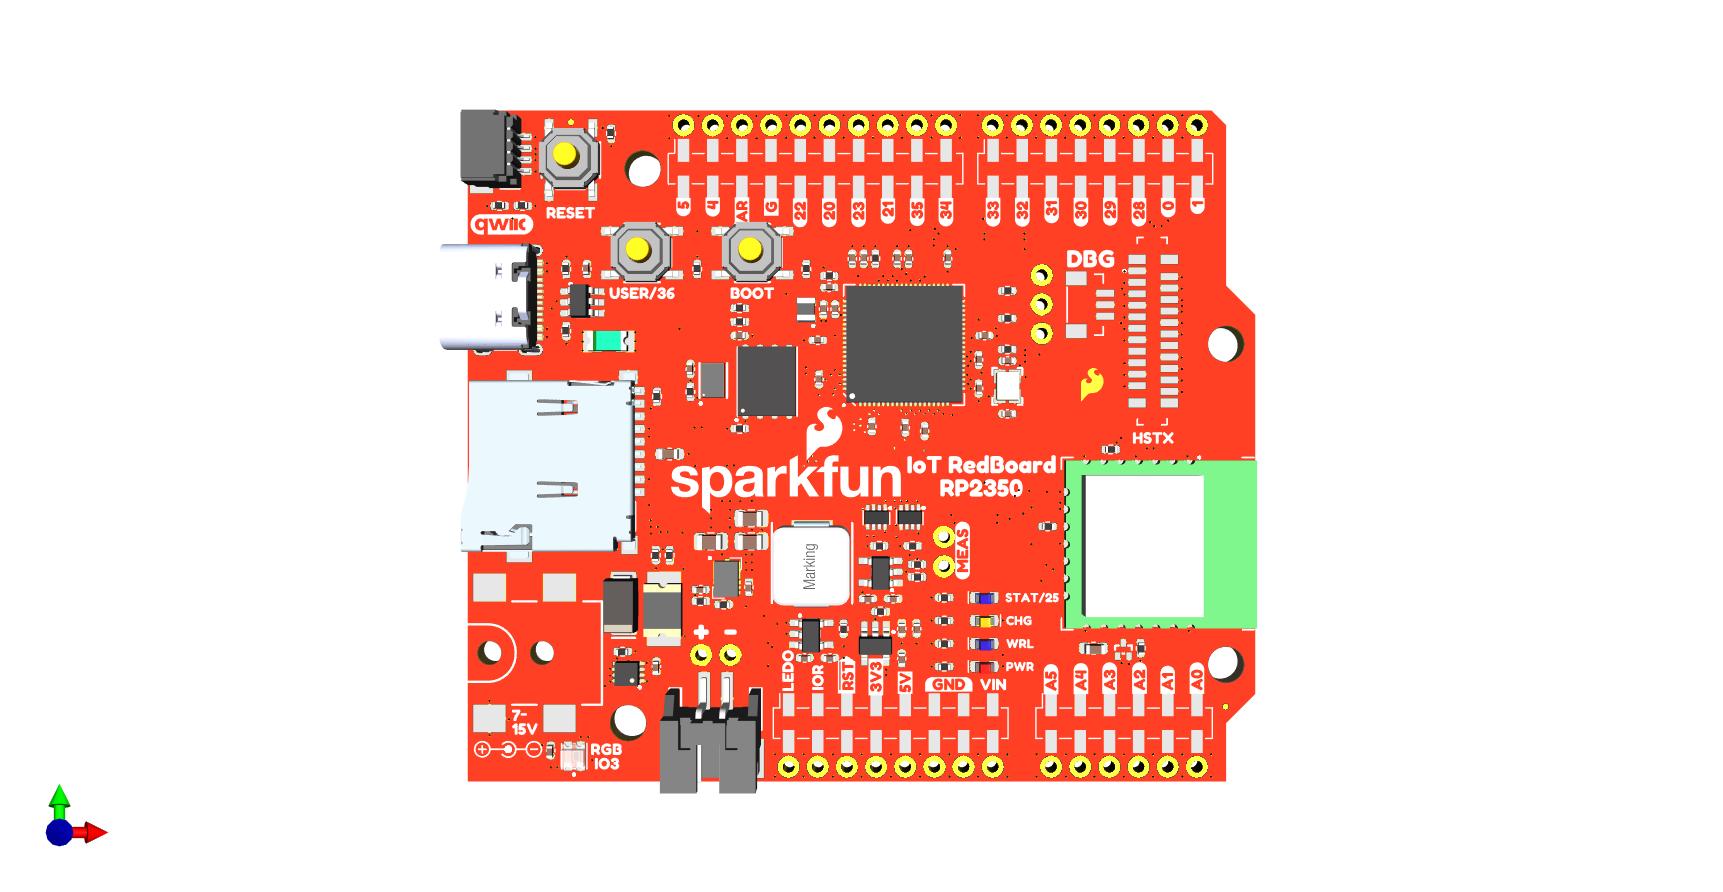 RESET
qwiic
5 4 AR G 22 20 23 21 35 34 33 32 31 30 29 28 0 1
USER/36
BOOT
DBG
HSTX
sparkfun
IoT RedBoard
RP2350
Marking
MEAS
STAT/25
CHG
WRL
PWR
+ -
LEDO IOR RST 3V3 5V GND VIN A5 A4 A3 A2 A1 A0
7-
15V
RGB
IO3